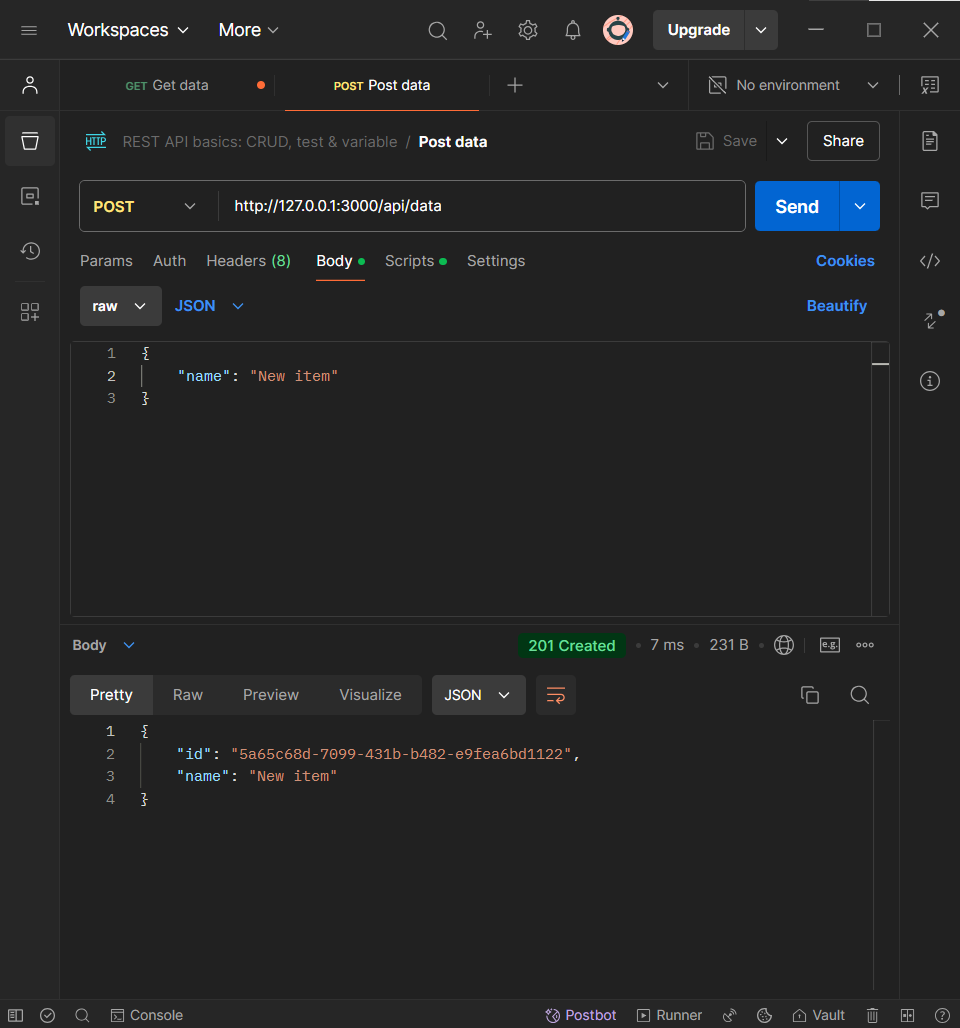 Workspaces More Upgrade
GET Get data POST Post data No environment
HTTP REST API basics: CRUD, test & variable / Post data Save Share
POST http://127.0.0.1:3000/api/data Send
Params Auth Headers (8) Body Scripts Settings Cookies
raw JSON Beautify
1 {
2 "name": "New item"
3 }
Body 201 Created 7 ms 231 B e.g.
Pretty Raw Preview Visualize JSON
1 {
2 "id": "5a65c68d-7099-431b-b482-e9fea6bd1122",
3 "name": "New item"
4 }
Console Postbot Runner Vault